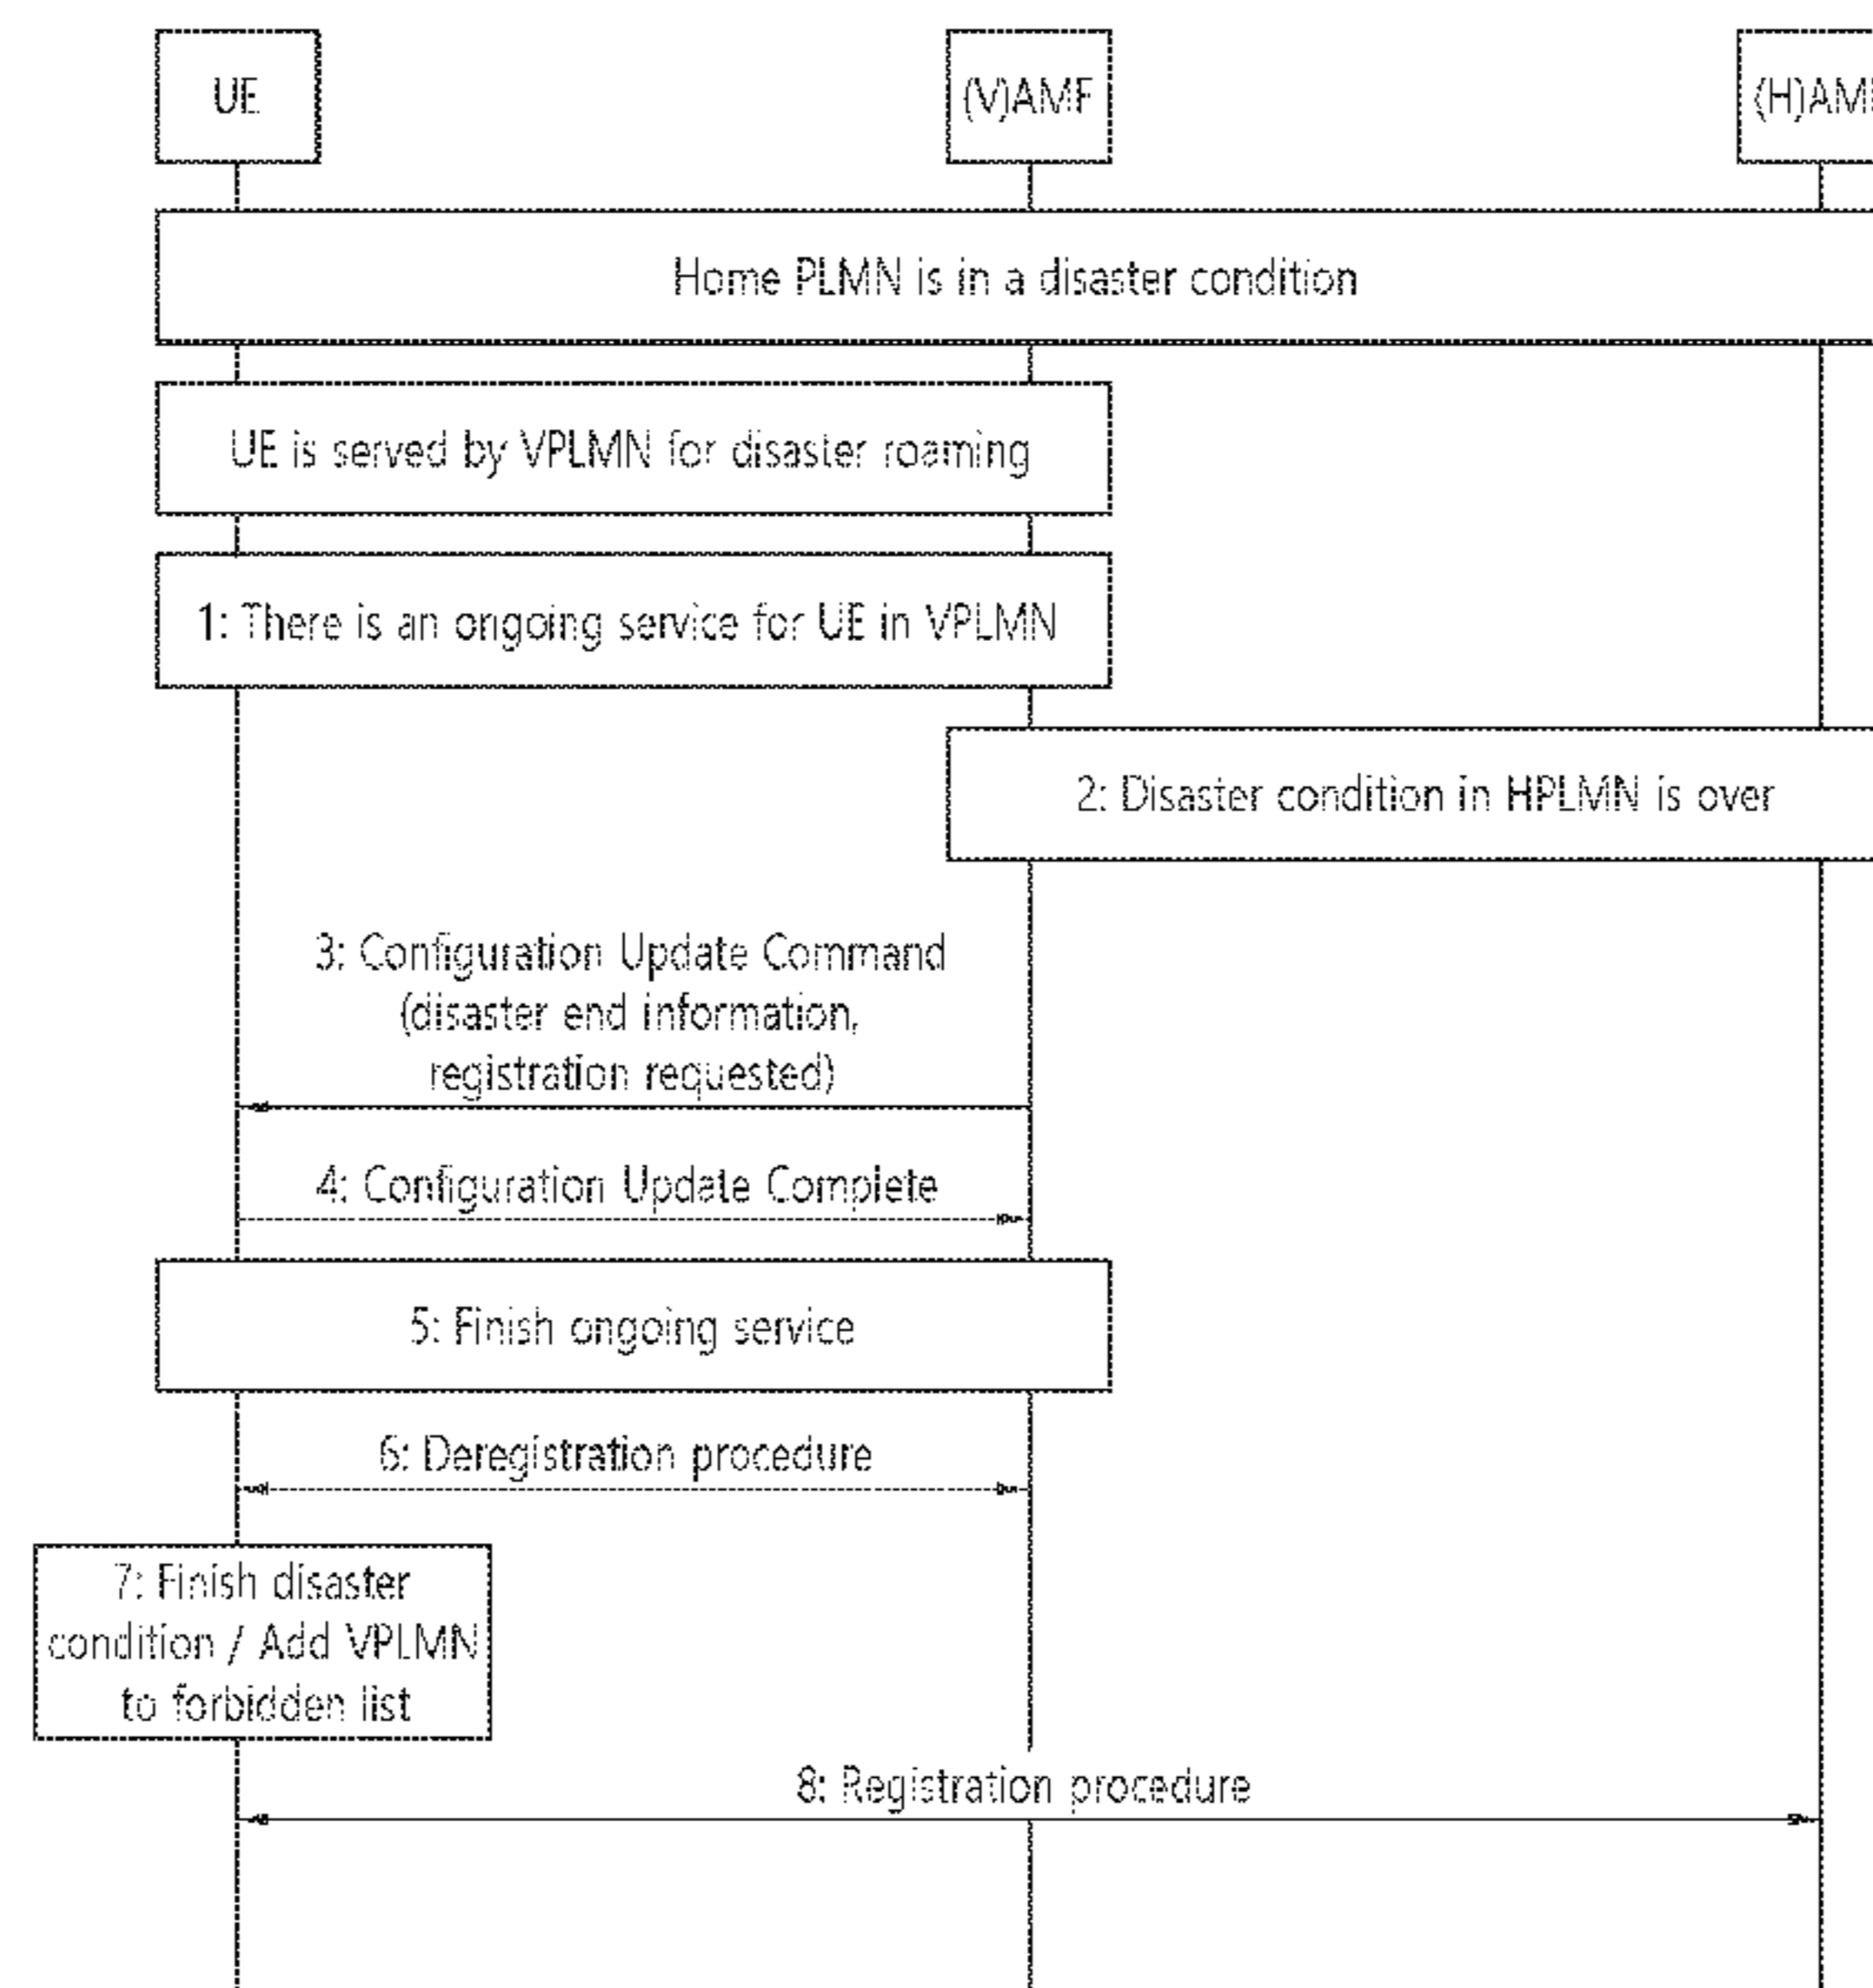 UE
(V)AMF
(H)AM
Home PLMN is in a disaster condition
UE is served by VPLMN for disaster roaming
1: There is an ongoing service for UE in VPLMN
2: Disaster condition in HPLMN is over
3: Configuration Update Command
(disaster end information,
registration requested)
4: Configuration Update Complete
5: Finish ongoing service
6: Deregistration procedure
7: Finish disaster
condition / Add VPLMN
to forbidden list
8: Registration procedure